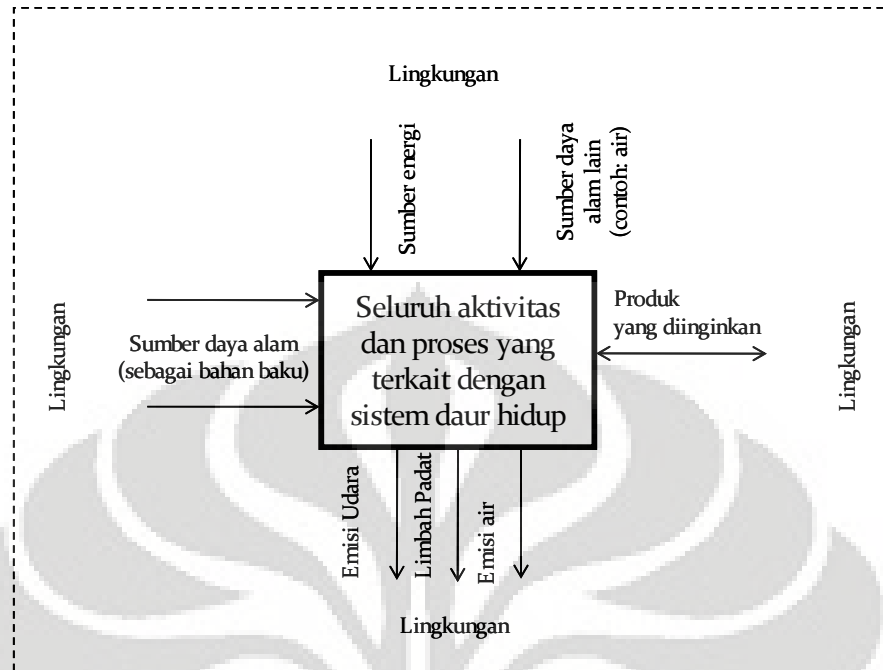 Lingkungan
Sumber energi
Sumber daya
alam lain
(contoh: air)
Lingkungan
Sumber daya alam
(sebagai bahan baku)
Seluruh aktivitas
dan proses yang
terkait dengan
sistem daur hidup
Produk
yang diinginkan
Lingkungan
Emisi Udara
Limbah Padat
Emisi air
Lingkungan